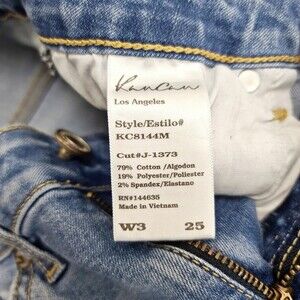 KanCan
Los Angeles
Style/Estilo#
KC8144M
Cut#J-1373
79% Cotton /Algodon
19% Polyester/Poliester
2% Spandex/Elastano
RN#144635
Made in Vietnam
W3 25